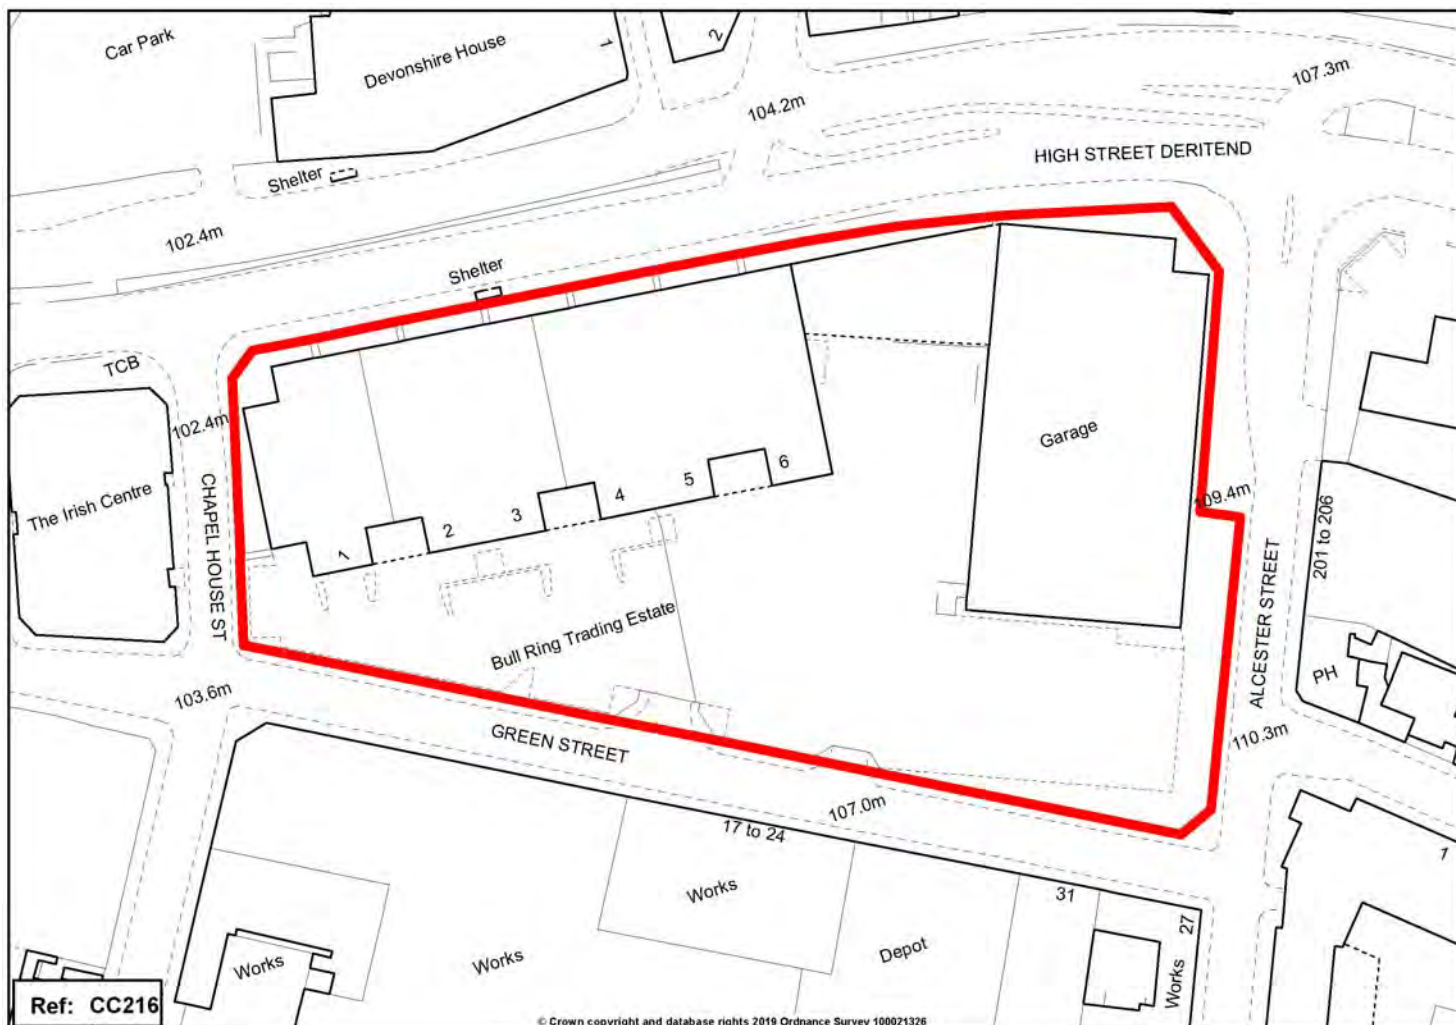 Car Park
Devonshire House
1
2
107.3m
104.2m
HIGH STREET DERITEND
Shelter
102.4m
Shelter
TCB
102.4m
The Irish Centre
CHAPEL HOUSE ST
1
2
3
4
5
6
Garage
109.4m
201 to 206
ALCESTER STREET
Bull Ring Trading Estate
PH
103.6m
GREEN STREET
110.3m
107.0m
17 to 24
1
Works
31
27
Works
Works
Depot
Works
Ref: CC216
© Crown copyright and database rights 2019 Ordnance Survey 100021326